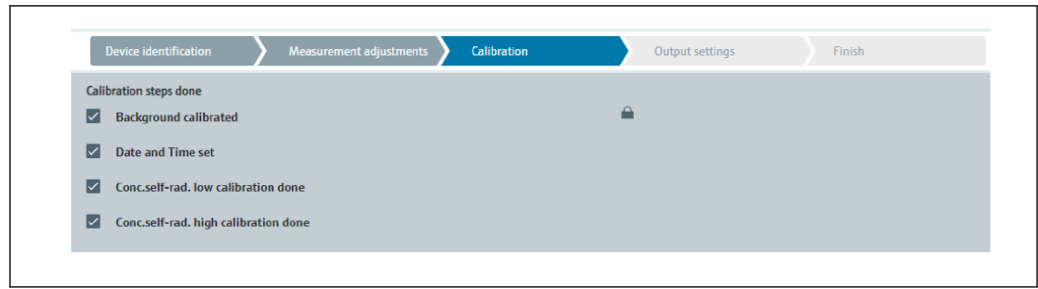 Device identification
Measurement adjustments
Calibration
Output settings
Finish
Calibration steps done
Background calibrated
Date and Time set
Conc.self-rad. low calibration done
Conc.self-rad. high calibration done